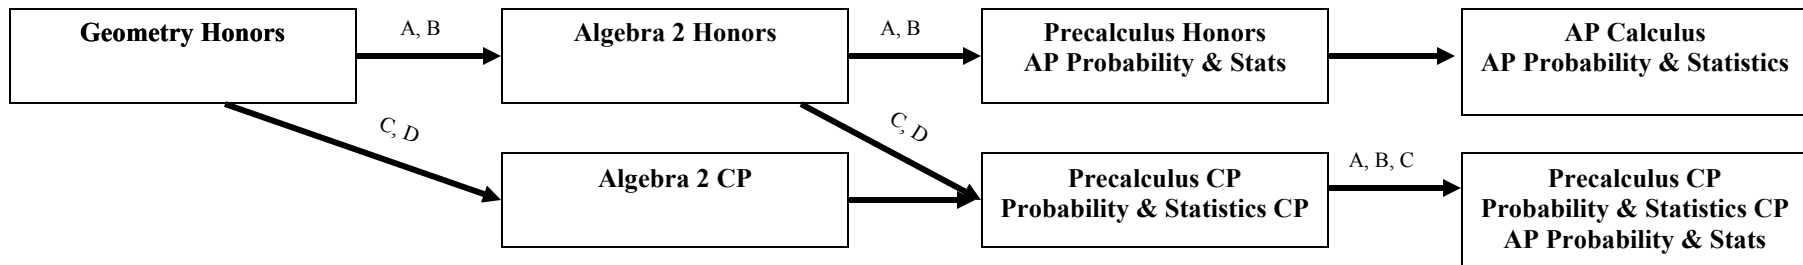 Geometry Honors
A, B
Algebra 2 Honors
A, B
Precalculus Honors
AP Probability & Stats
AP Calculus
AP Probability & Statistics
C, D
C, D
Algebra 2 CP
Precalculus CP
Probability & Statistics CP
A, B, C
Precalculus CP
Probability & Statistics CP
AP Probability & Stats